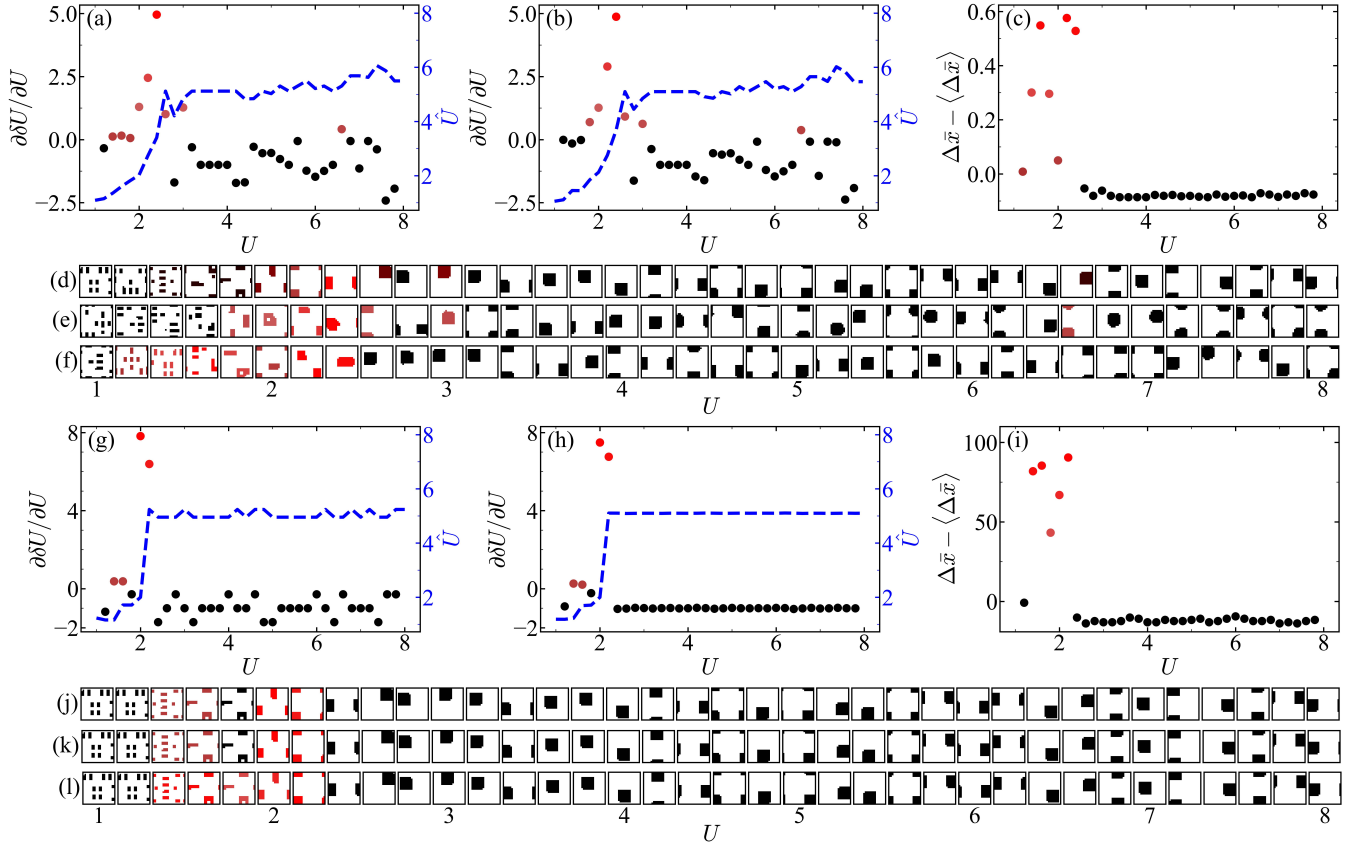 (a)
5.0
2.5
0.0
−2.5
∂δU/∂U
8
6
4
2
Û
2 4 6 8
U
(b)
5.0
2.5
0.0
−2.5
∂δU/∂U
8
6
4
2
Û
2 4 6 8
U
(c)
0.6
0.4
0.2
0.0
Δx̄ − ⟨Δx̄⟩
2 4 6 8
U
(d)
(e)
(f)
1 2 3 4 5 6 7 8
U
(g)
8
4
0
−2
∂δU/∂U
8
6
4
2
Û
2 4 6 8
U
(h)
8
4
0
−2
∂δU/∂U
8
6
4
2
Û
2 4 6 8
U
(i)
100
50
0
Δx̄ − ⟨Δx̄⟩
2 4 6 8
U
(j)
(k)
(l)
1 2 3 4 5 6 7 8
U